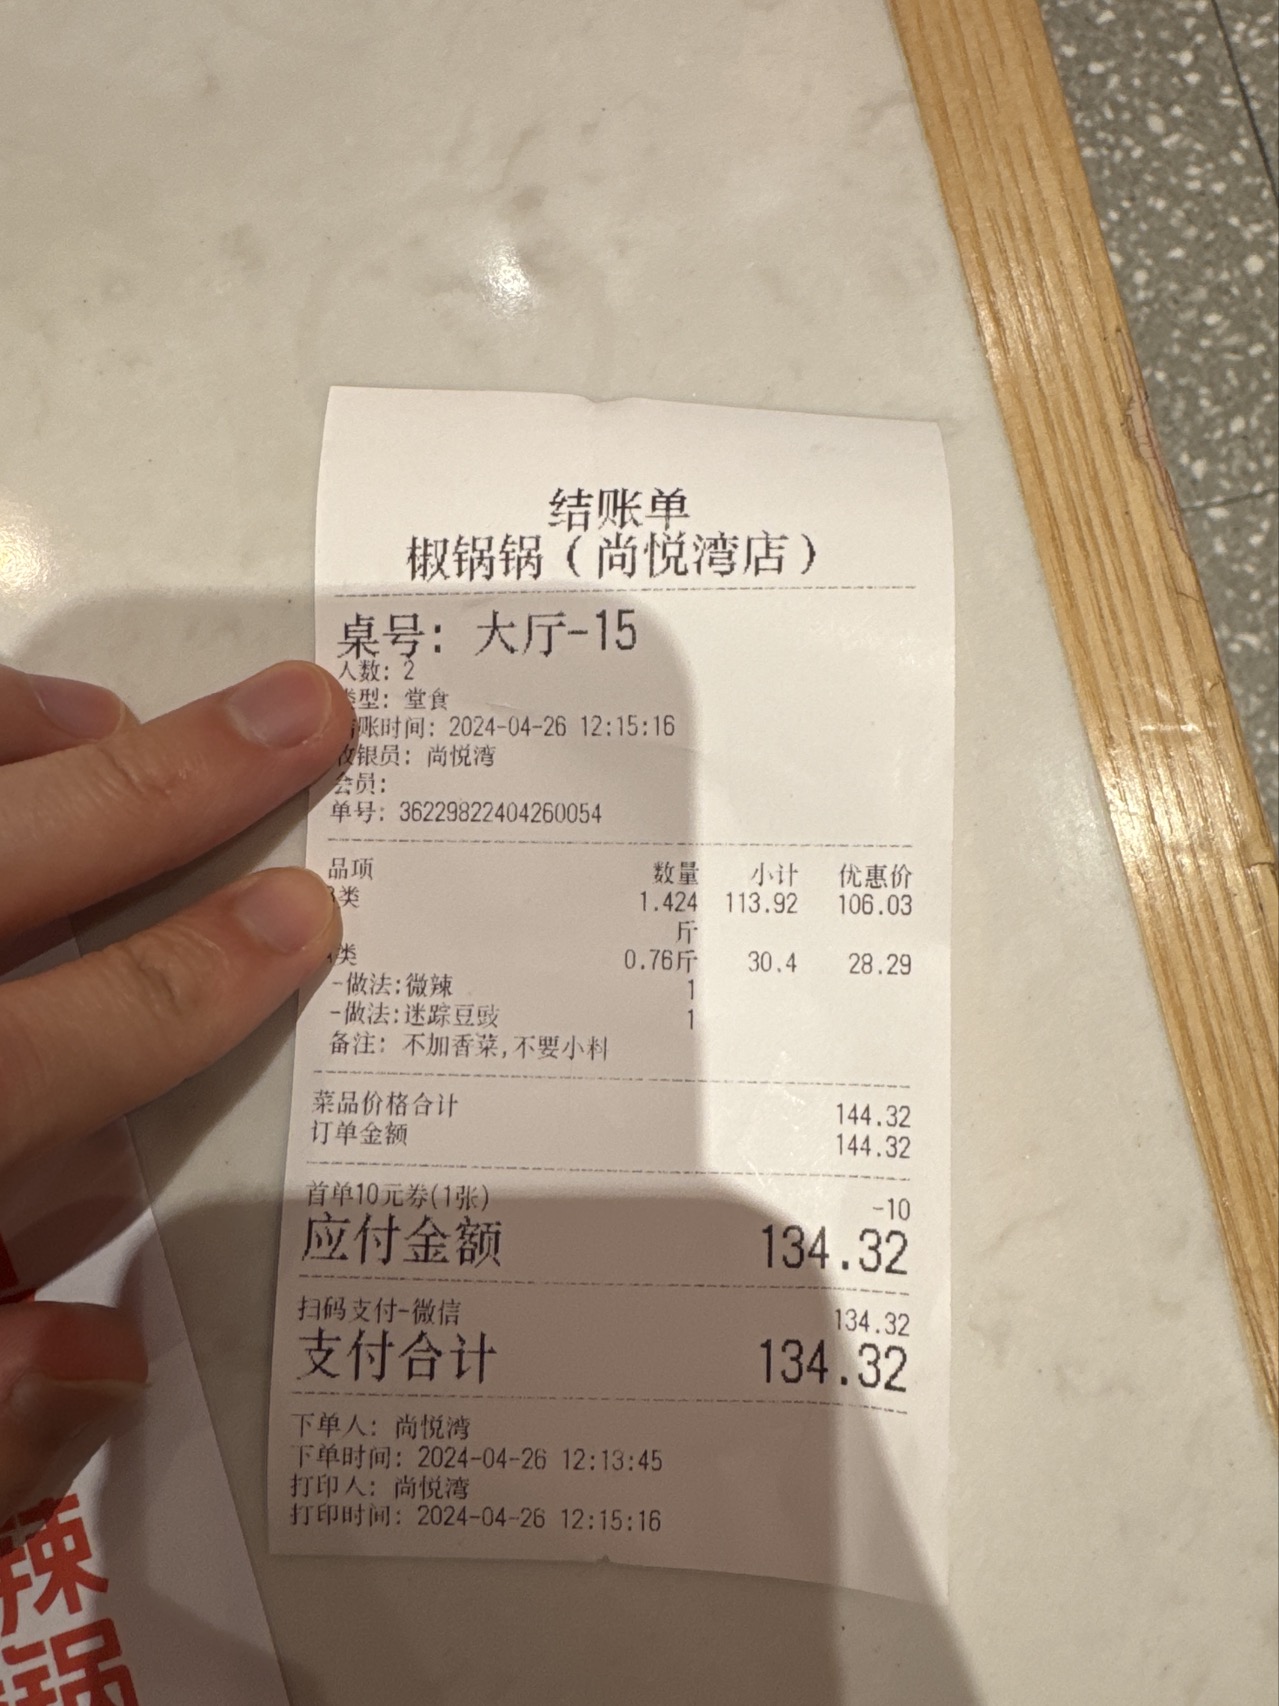 结账单
椒锅锅（尚悦湾店）
桌号: 大厅-15
人数: 2
类型: 堂食
结账时间: 2024-04-26 12:15:16
收银员: 尚悦湾
会员:
单号: 36229822404260054
品项 数量 小计 优惠价
类 1.424 113.92 106.03
斤
类 0.76斤 30.4 28.29
-做法:微辣 1
-做法:迷踪豆豉 1
备注: 不加香菜,不要小料
菜品价格合计 144.32
订单金额 144.32
首单10元券(1张) -10
应付金额 134.32
扫码支付-微信 134.32
支付合计 134.32
下单人: 尚悦湾
下单时间: 2024-04-26 12:13:45
打印人: 尚悦湾
打印时间: 2024-04-26 12:15:16
辣
锅